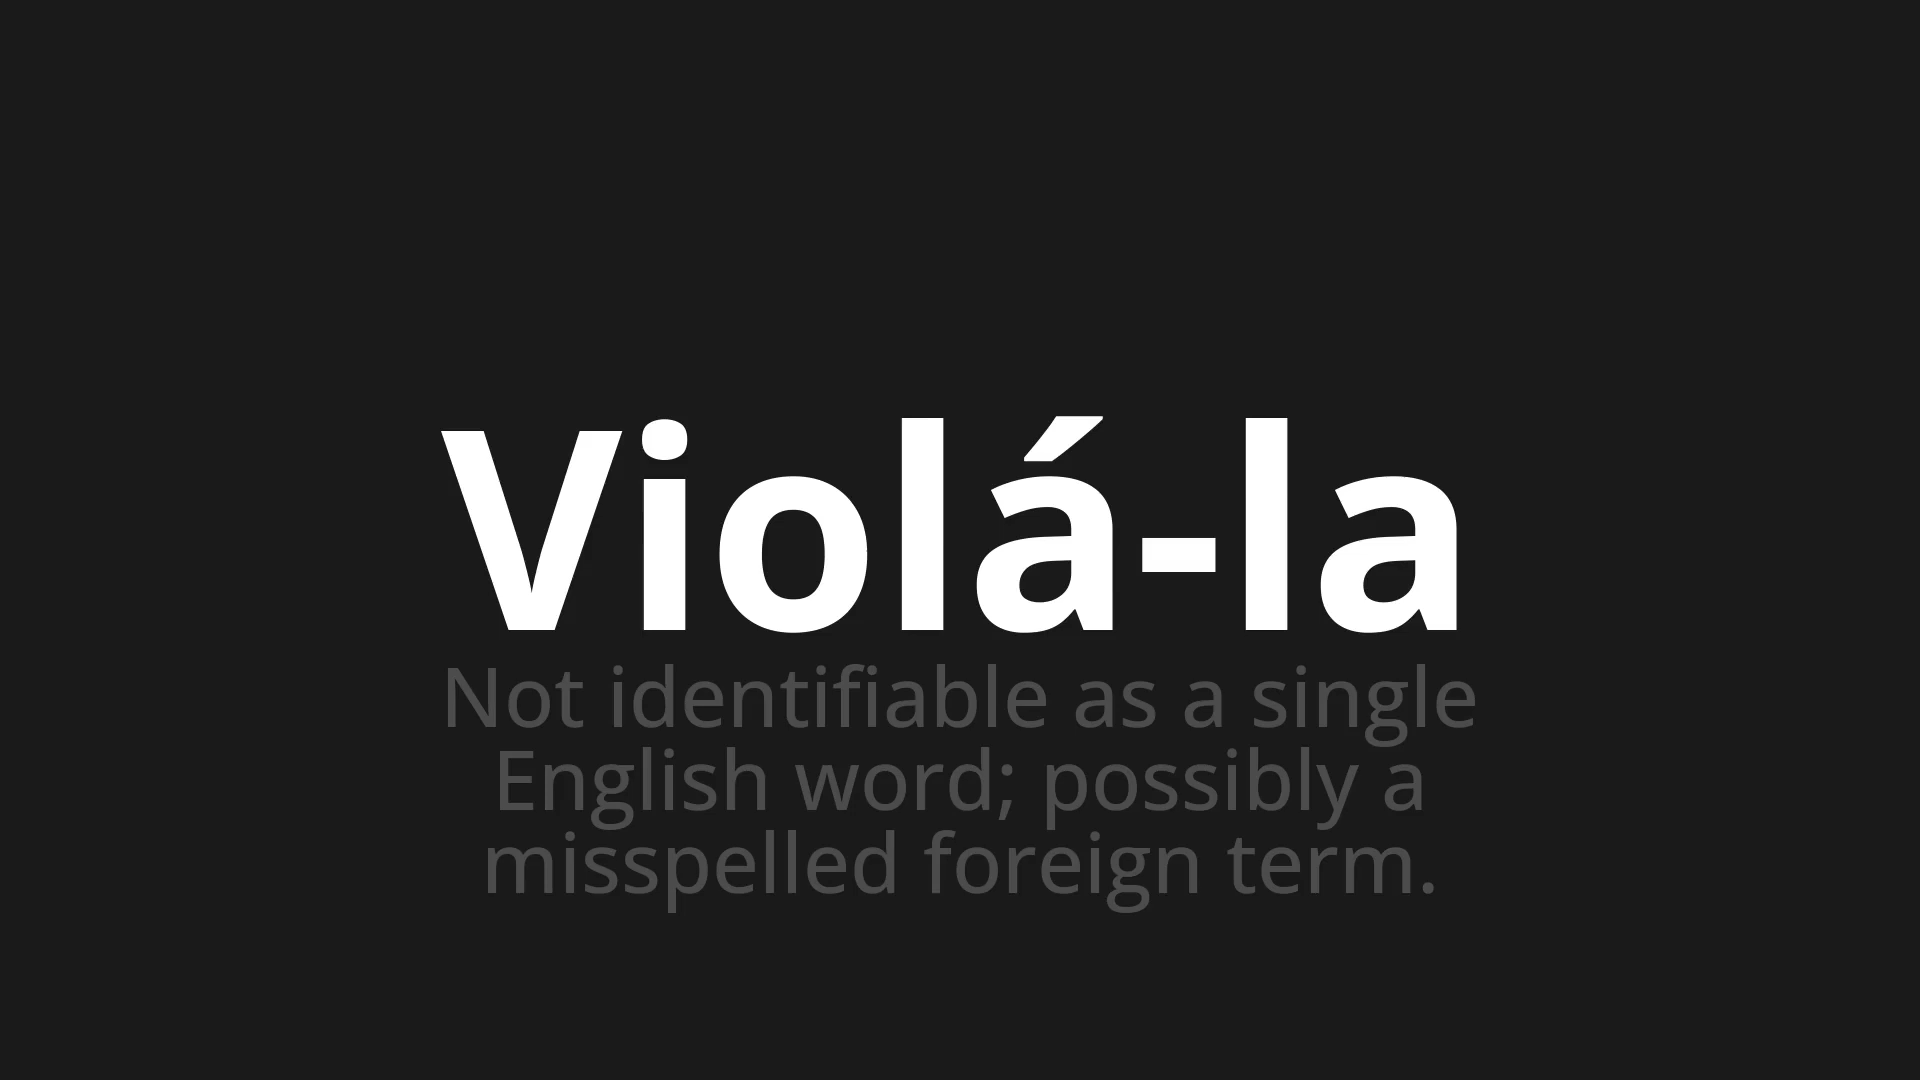 Violá-la
Not identifiable as a single
English word; possibly a
misspelled foreign term.